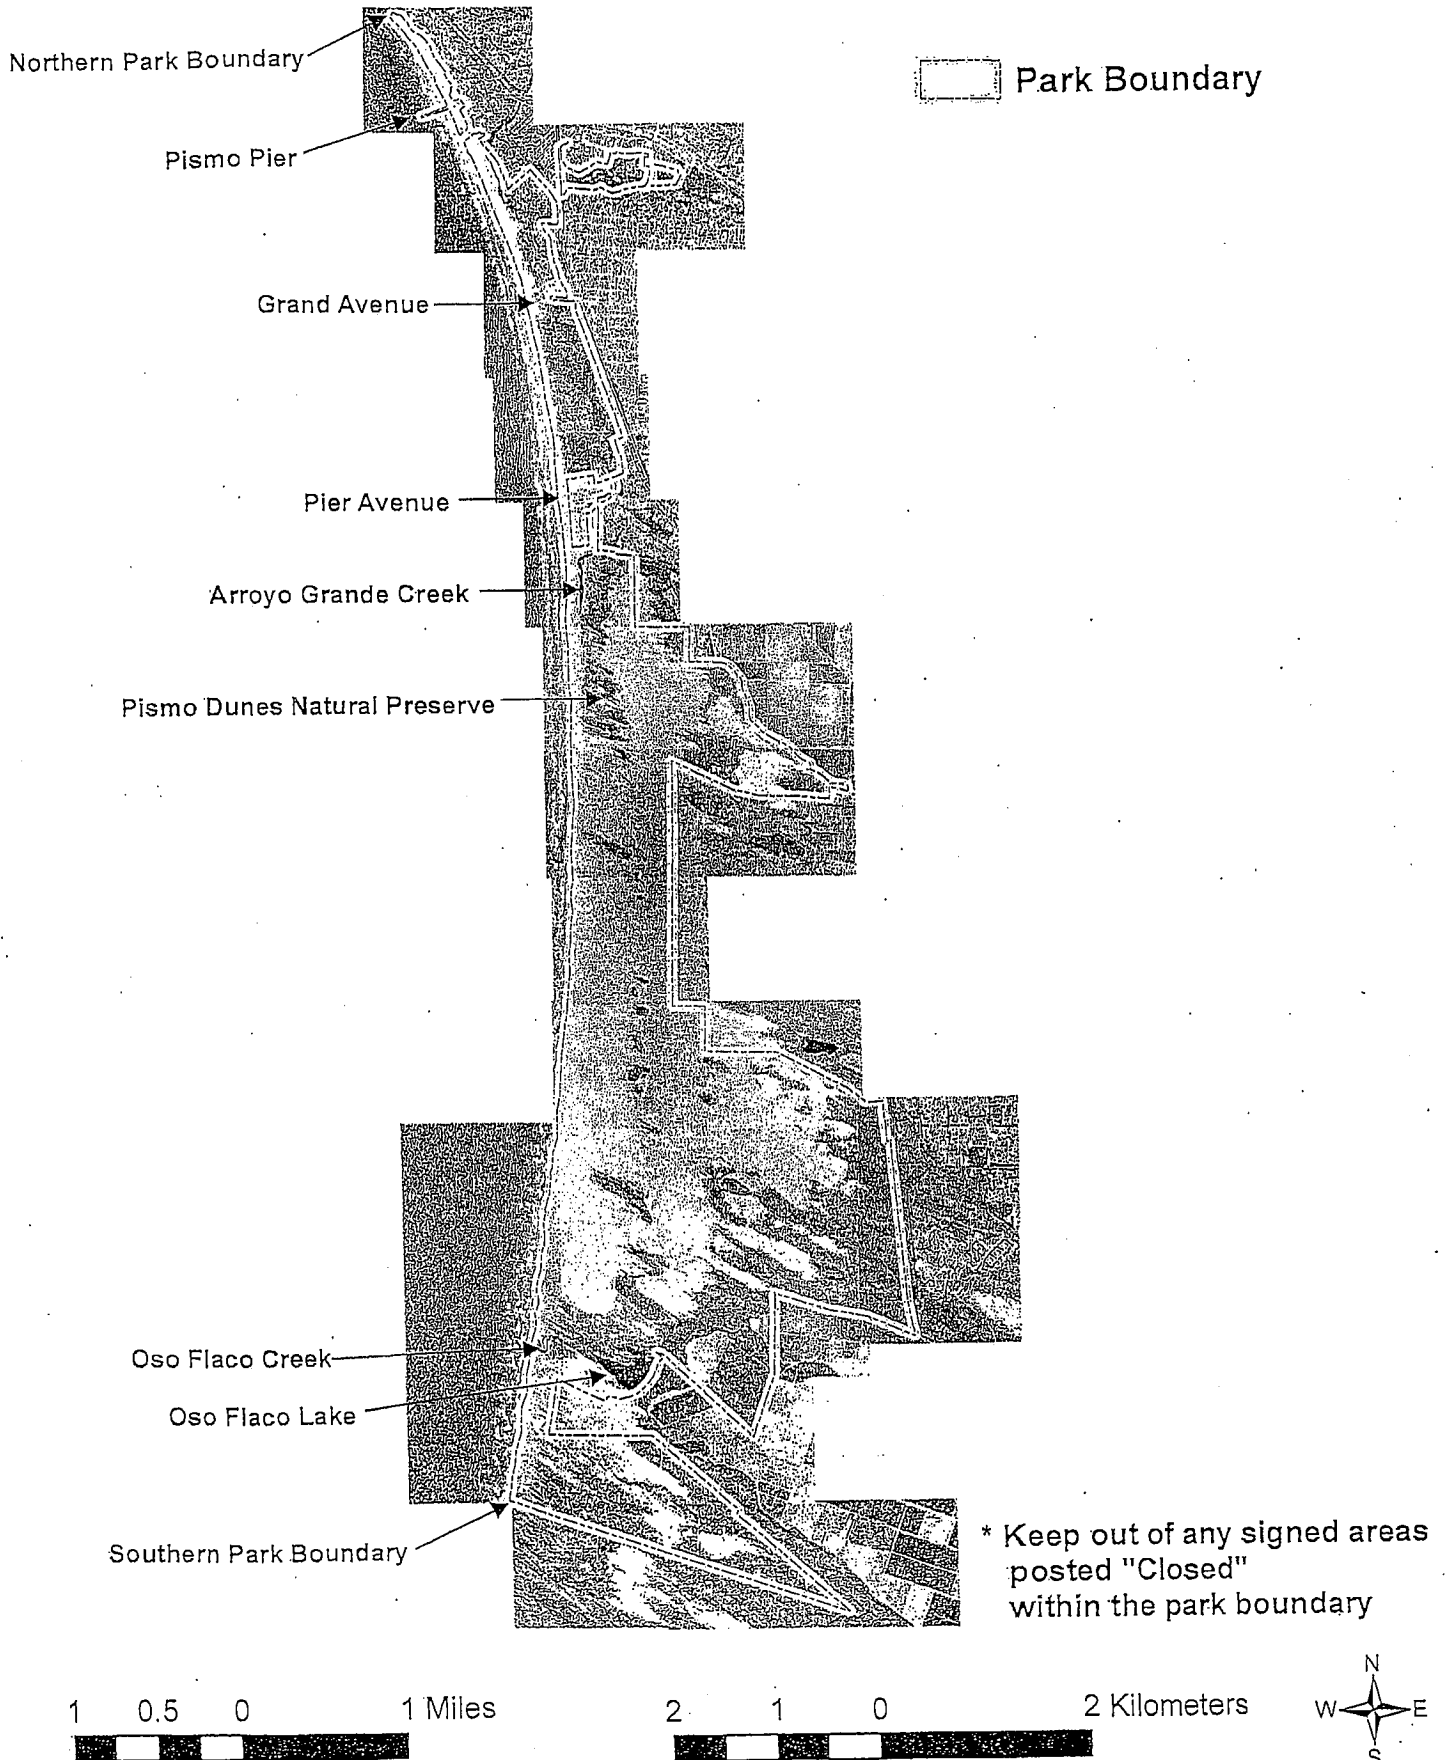 Northern Park Boundary
Park Boundary
Pismo Pier
Grand Avenue
Pier Avenue
Arroyo Grande Creek
Pismo Dunes Natural Preserve
Oso Flaco Creek
Oso Flaco Lake
Southern Park Boundary
* Keep out of any signed areas
posted "Closed"
within the park boundary
1 0.5 0 1 Miles
2 1 0 2 Kilometers
N
W E
S